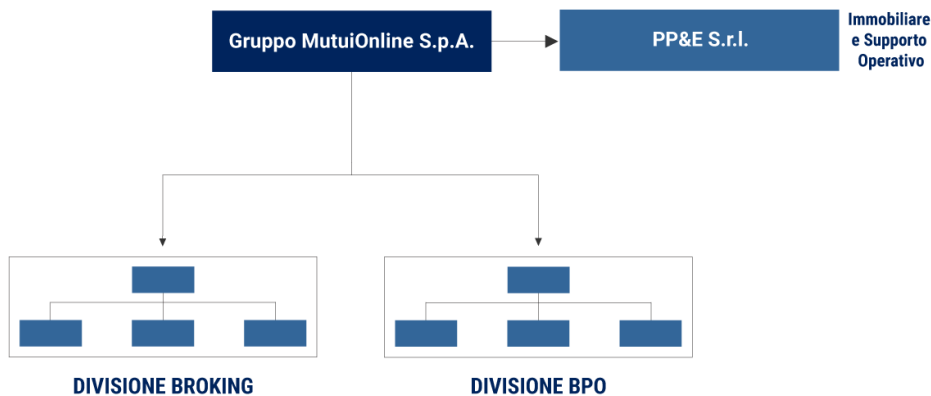 Gruppo MutuiOnline S.p.A.
PP&E S.r.l.
Immobiliare
e Supporto
Operativo
DIVISIONE BROKING
DIVISIONE BPO